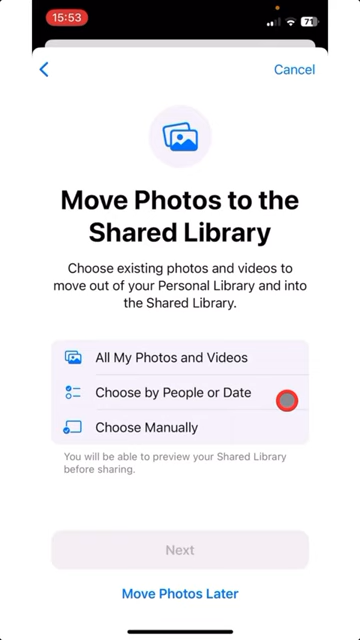 15:53
71
Cancel
Move Photos to the
Shared Library
Choose existing photos and videos to
move out of your Personal Library and into
the Shared Library.
All My Photos and Videos
Choose by People or Date
Choose Manually
You will be able to preview your Shared Library
before sharing.
Next
Move Photos Later